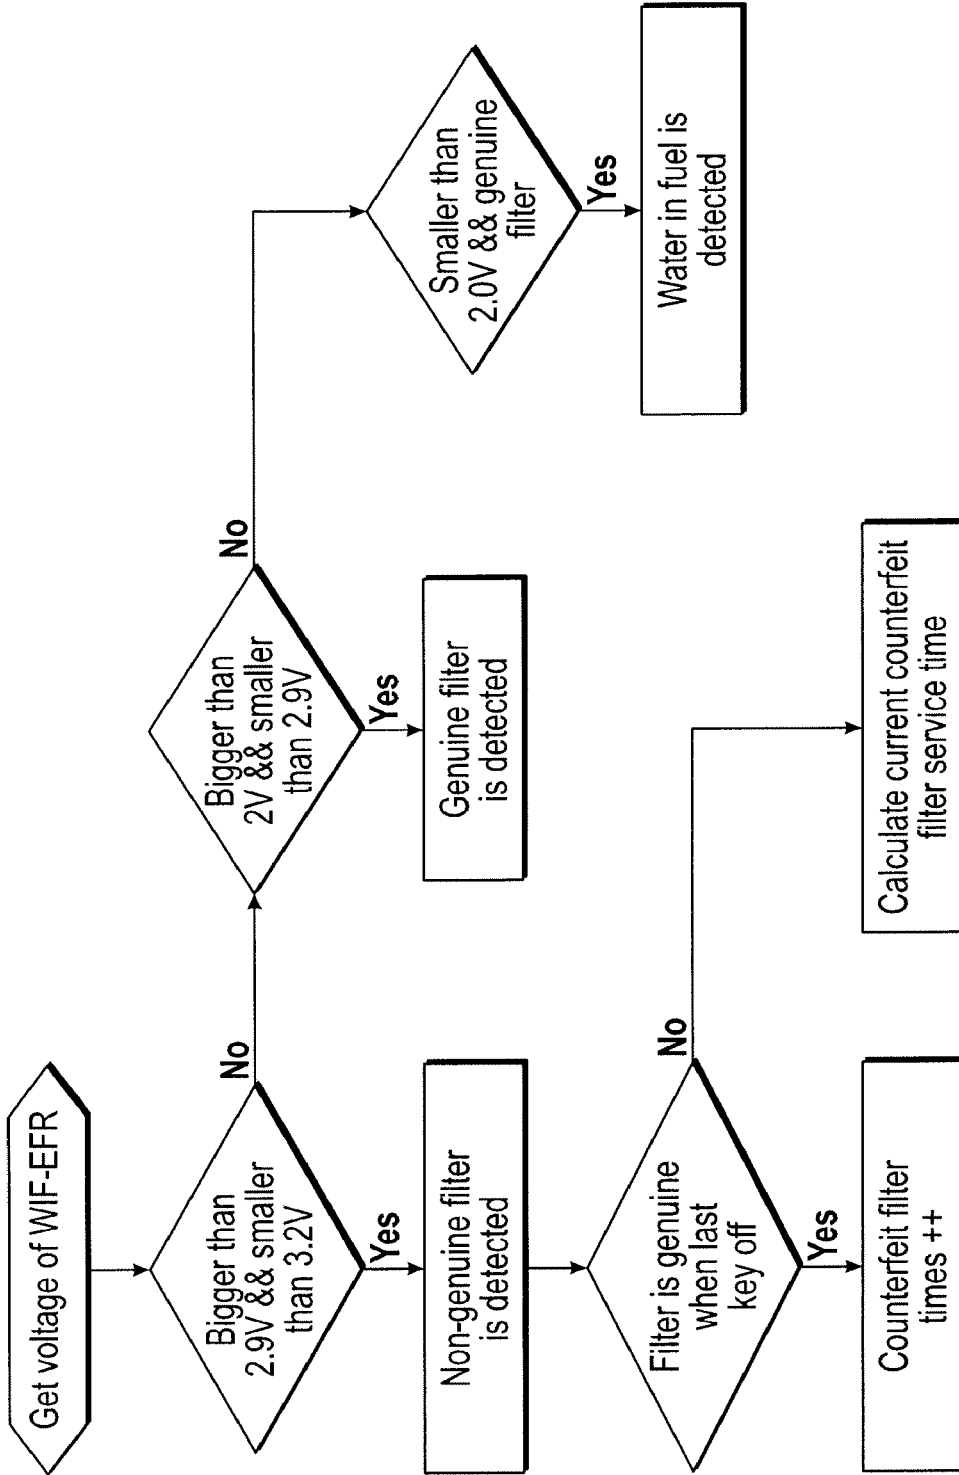 Get voltage of WIF-EFR
Bigger than
2.9V && smaller
than 3.2V
No
Yes
Bigger than
2V && smaller
than 2.9V
No
Yes
Smaller than
2.0V && genuine
filter
Yes
Non-genuine filter
is detected
Genuine filter
is detected
Water in fuel is
detected
Filter is genuine
when last
key off
No
Yes
Counterfeit filter
times ++
Calculate current counterfeit
filter service time